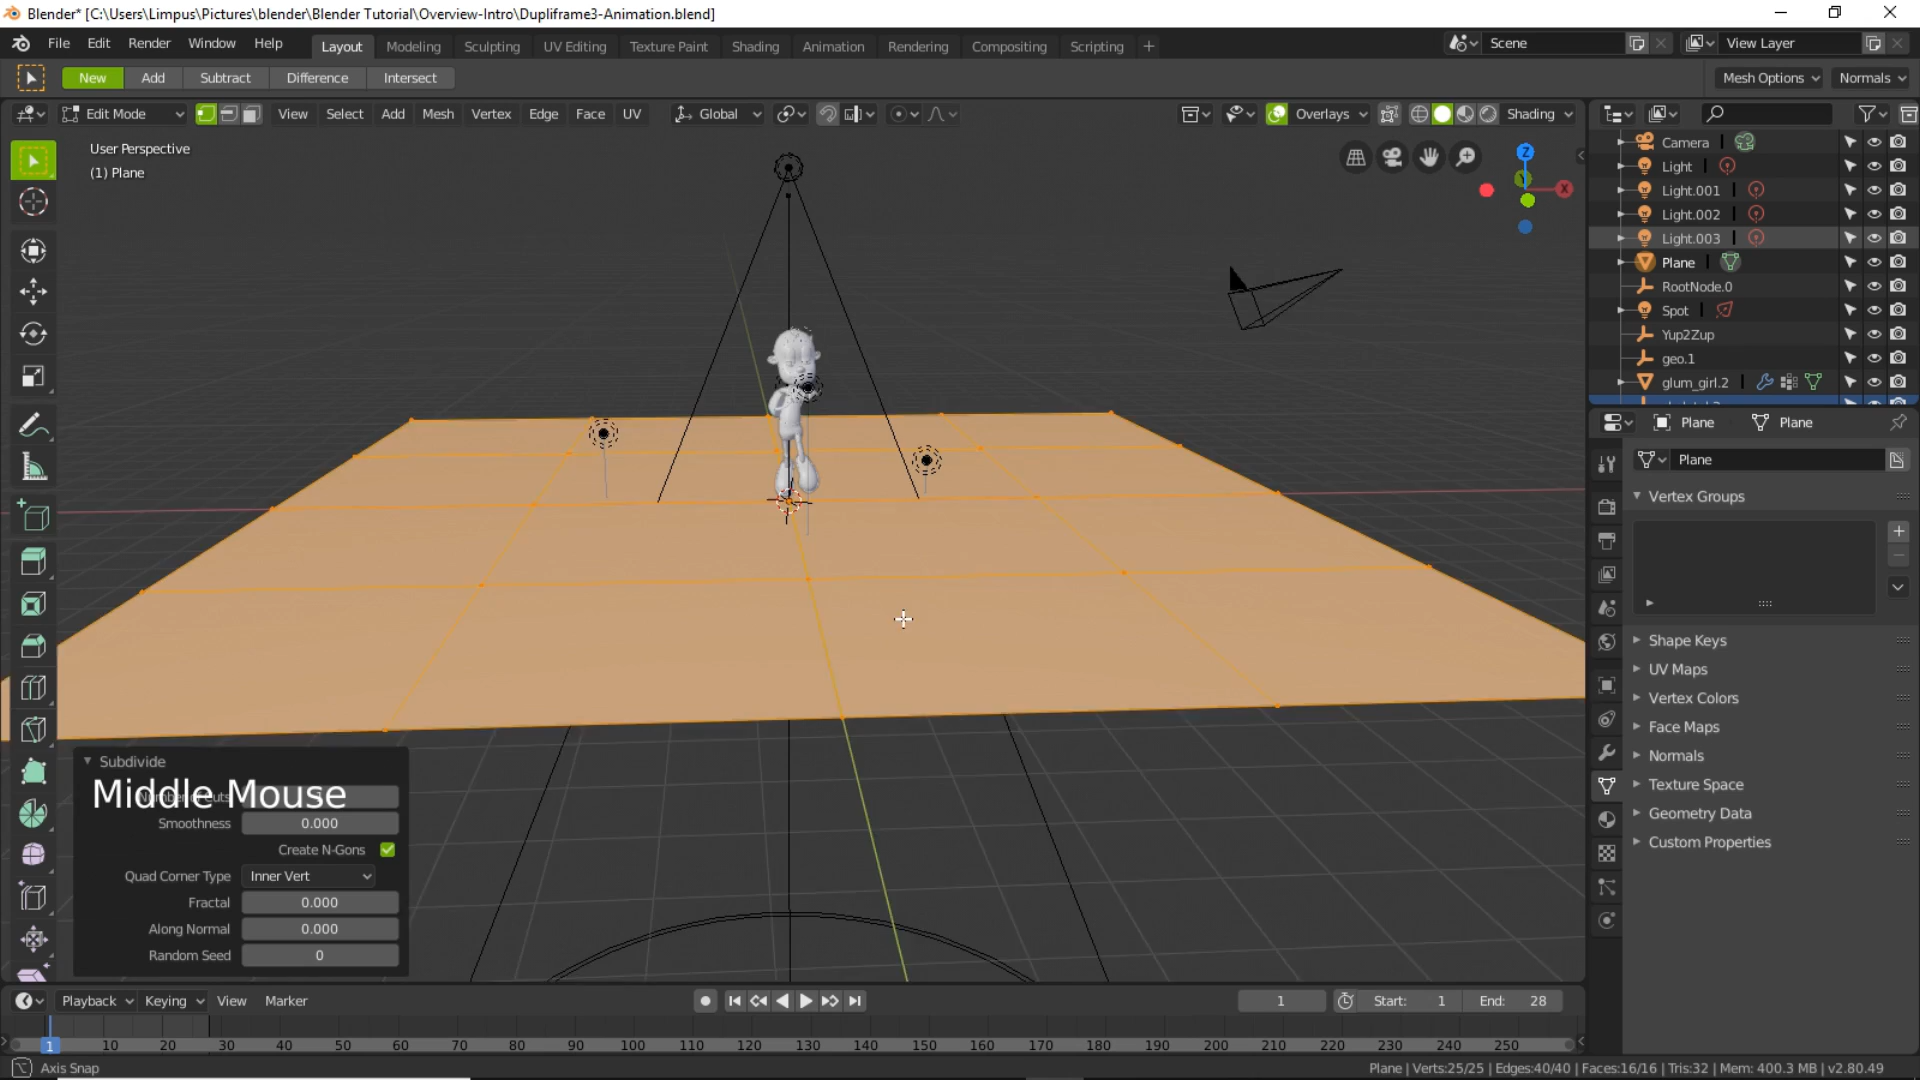 Blender* [C:\Users\Limpus\Pictures\blender\Blender Tutorial\Overview-Intro\Dupliframe3-Animation.blend]
File Edit Render Window Help Layout Modeling Sculpting UV Editing Texture Paint Shading Animation Rendering Compositing Scripting + Scene View Layer
New Add Subtract Difference Intersect Mesh Options Normals
Edit Mode View Select Add Mesh Vertex Edge Face UV Global Overlays Shading
User Perspective
(1) Plane
Z
X
Camera
Light
Light.001
Light.002
Light.003
Plane
RootNode.0
Spot
Yup2Zup
geo.1
glum_girl.2
Plane Plane
Plane
Vertex Groups
Shape Keys
UV Maps
Vertex Colors
Face Maps
Normals
Texture Space
Geometry Data
Custom Properties
Subdivide
Middle Mouse
Smoothness 0.000
Create N-Gons
Quad Corner Type Inner Vert
Fractal 0.000
Along Normal 0.000
Random Seed 0
Playback Keying View Marker 1 Start: 1 End: 28
1 10 20 30 40 50 60 70 80 90 100 110 120 130 140 150 160 170 180 190 200 210 220 230 240 250
Axis Snap Plane | Verts:25/25 | Edges:40/40 | Faces:16/16 | Tris:32 | Mem: 400.3 MB | v2.80.49